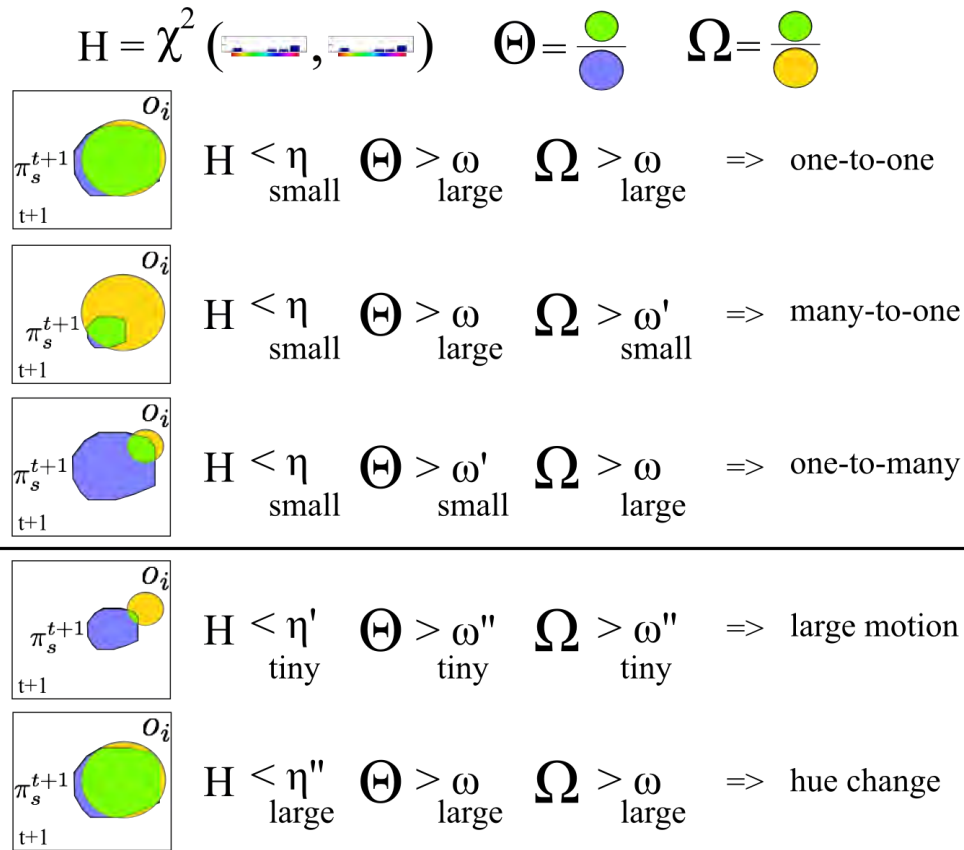 H = χ² ( , ) Θ = Ω =
o_i
π_s^{t+1}
t+1
H < η small Θ > ω large Ω > ω large => one-to-one
o_i
π_s^{t+1}
t+1
H < η small Θ > ω large Ω > ω' small => many-to-one
o_i
π_s^{t+1}
t+1
H < η small Θ > ω' small Ω > ω large => one-to-many
o_i
π_s^{t+1}
t+1
H < η' tiny Θ > ω" tiny Ω > ω" tiny => large motion
o_i
π_s^{t+1}
t+1
H < η" large Θ > ω large Ω > ω large => hue change